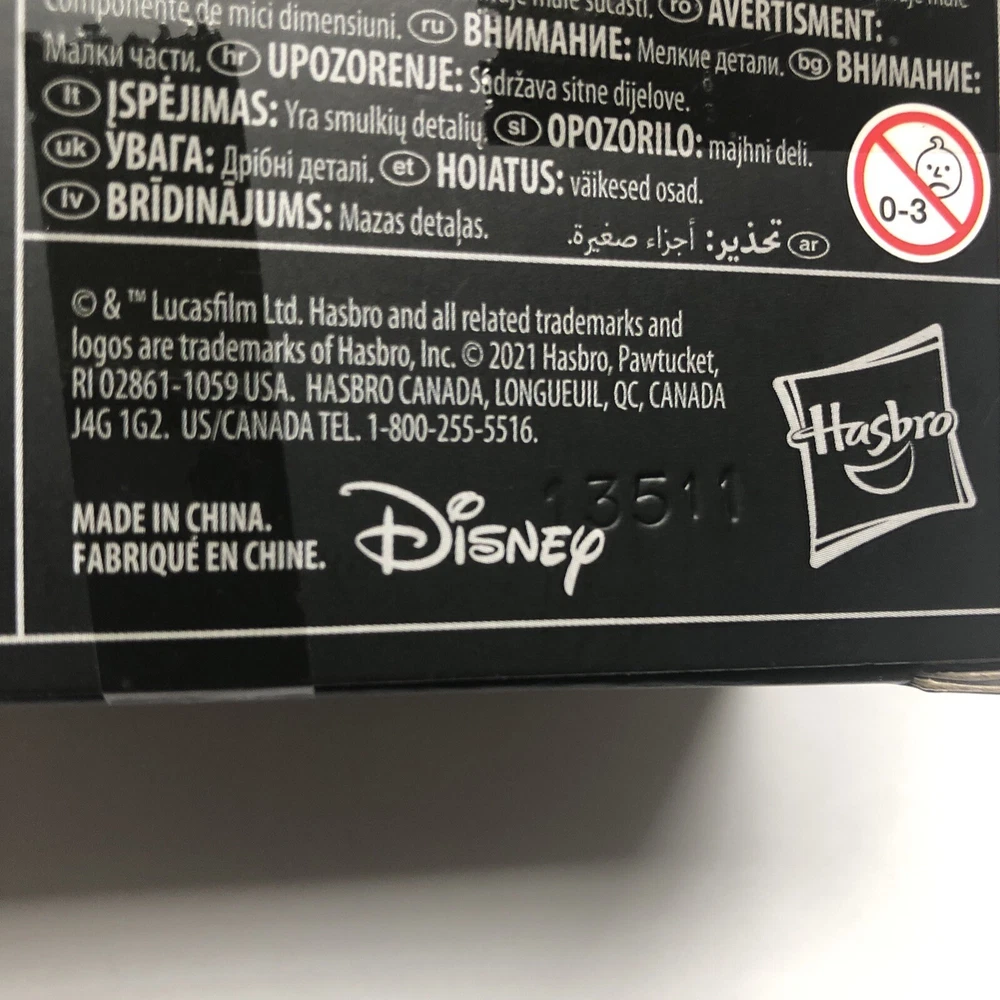 Componente de mici dimensiuni. ru ВНИМАНИЕ: Мелкие детали. bg ВНИМАНИЕ:
ro AVERTISMENT:
Малки части. hr UPOZORENJE: Sadržava sitne dijelove.
lt ĮSPĖJIMAS: Yra smulkių detalių. sl OPOZORILO: majhni deli.
uk УВАГА: Дрібні деталі. et HOIATUS: väikesed osad.
lv BRĪDINĀJUMS: Mazas detaļas.
ar تحذير: أجزاء صغيرة.
0-3
© & ™ Lucasfilm Ltd. Hasbro and all related trademarks and
logos are trademarks of Hasbro, Inc. © 2021 Hasbro, Pawtucket,
RI 02861-1059 USA. HASBRO CANADA, LONGUEUIL, QC, CANADA
J4G 1G2. US/CANADA TEL. 1-800-255-5516.
Hasbro
MADE IN CHINA.
FABRIQUÉ EN CHINE.
Disney
13511